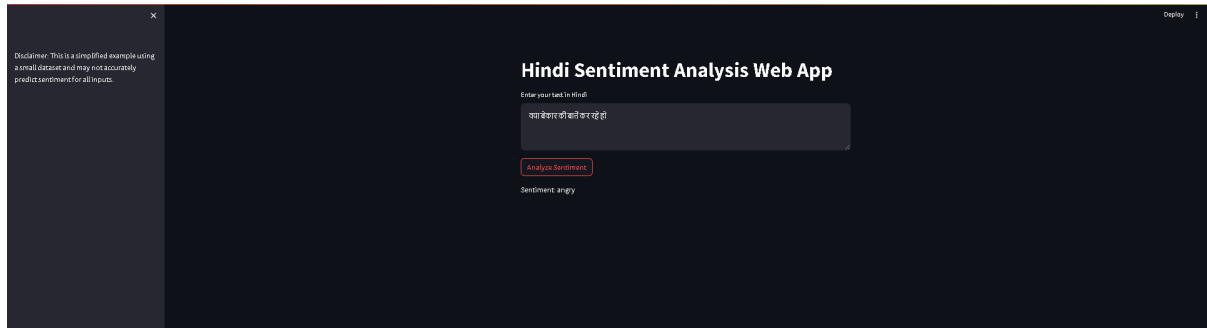 Deploy
Disclaimer: This is a simplified example using
a small dataset and may not accurately
predict sentiment for all inputs.
Hindi Sentiment Analysis Web App
Enter your text in Hindi
क्या बेकार की बातें कर रहे हो
Analyze Sentiment
Sentiment: angry